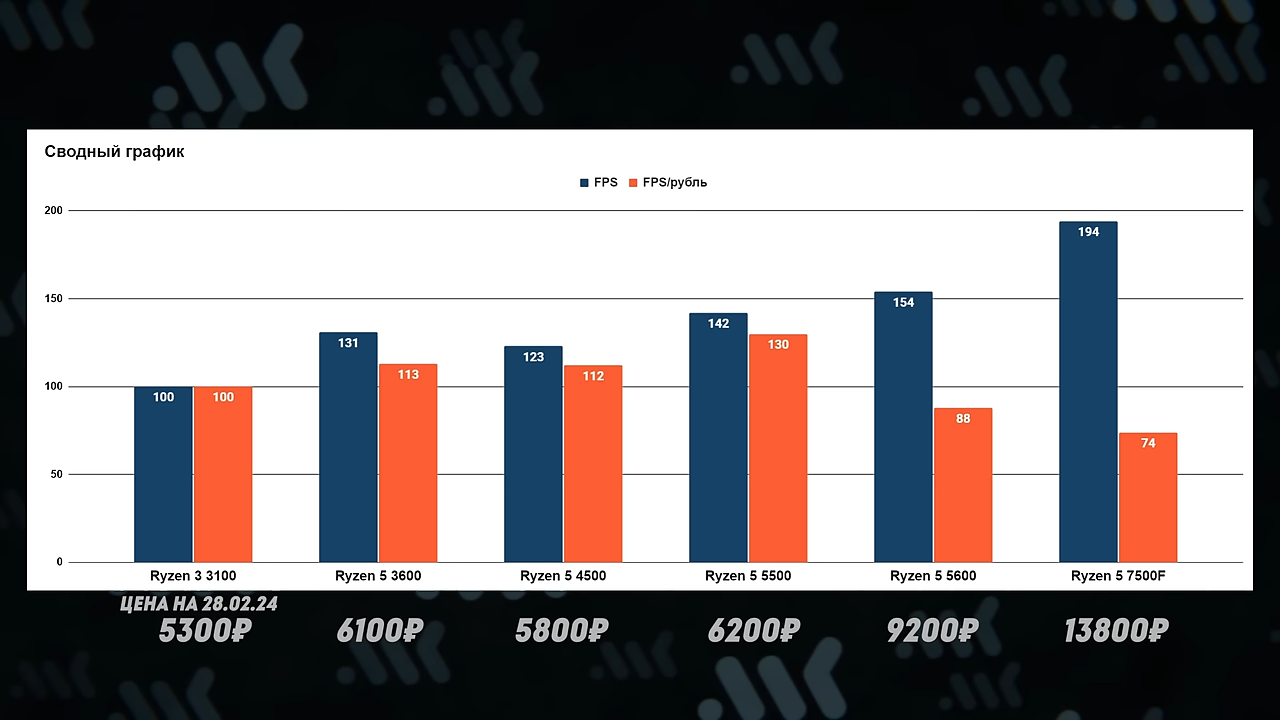 Сводный график
FPS FPS/рубль
200
150
100
50
0
100 100 131 113 123 112 142 130 154 88 194 74
Ryzen 3 3100 Ryzen 5 3600 Ryzen 5 4500 Ryzen 5 5500 Ryzen 5 5600 Ryzen 5 7500F
ЦЕНА НА 28.02.24
5300₽ 6100₽ 5800₽ 6200₽ 9200₽ 13800₽